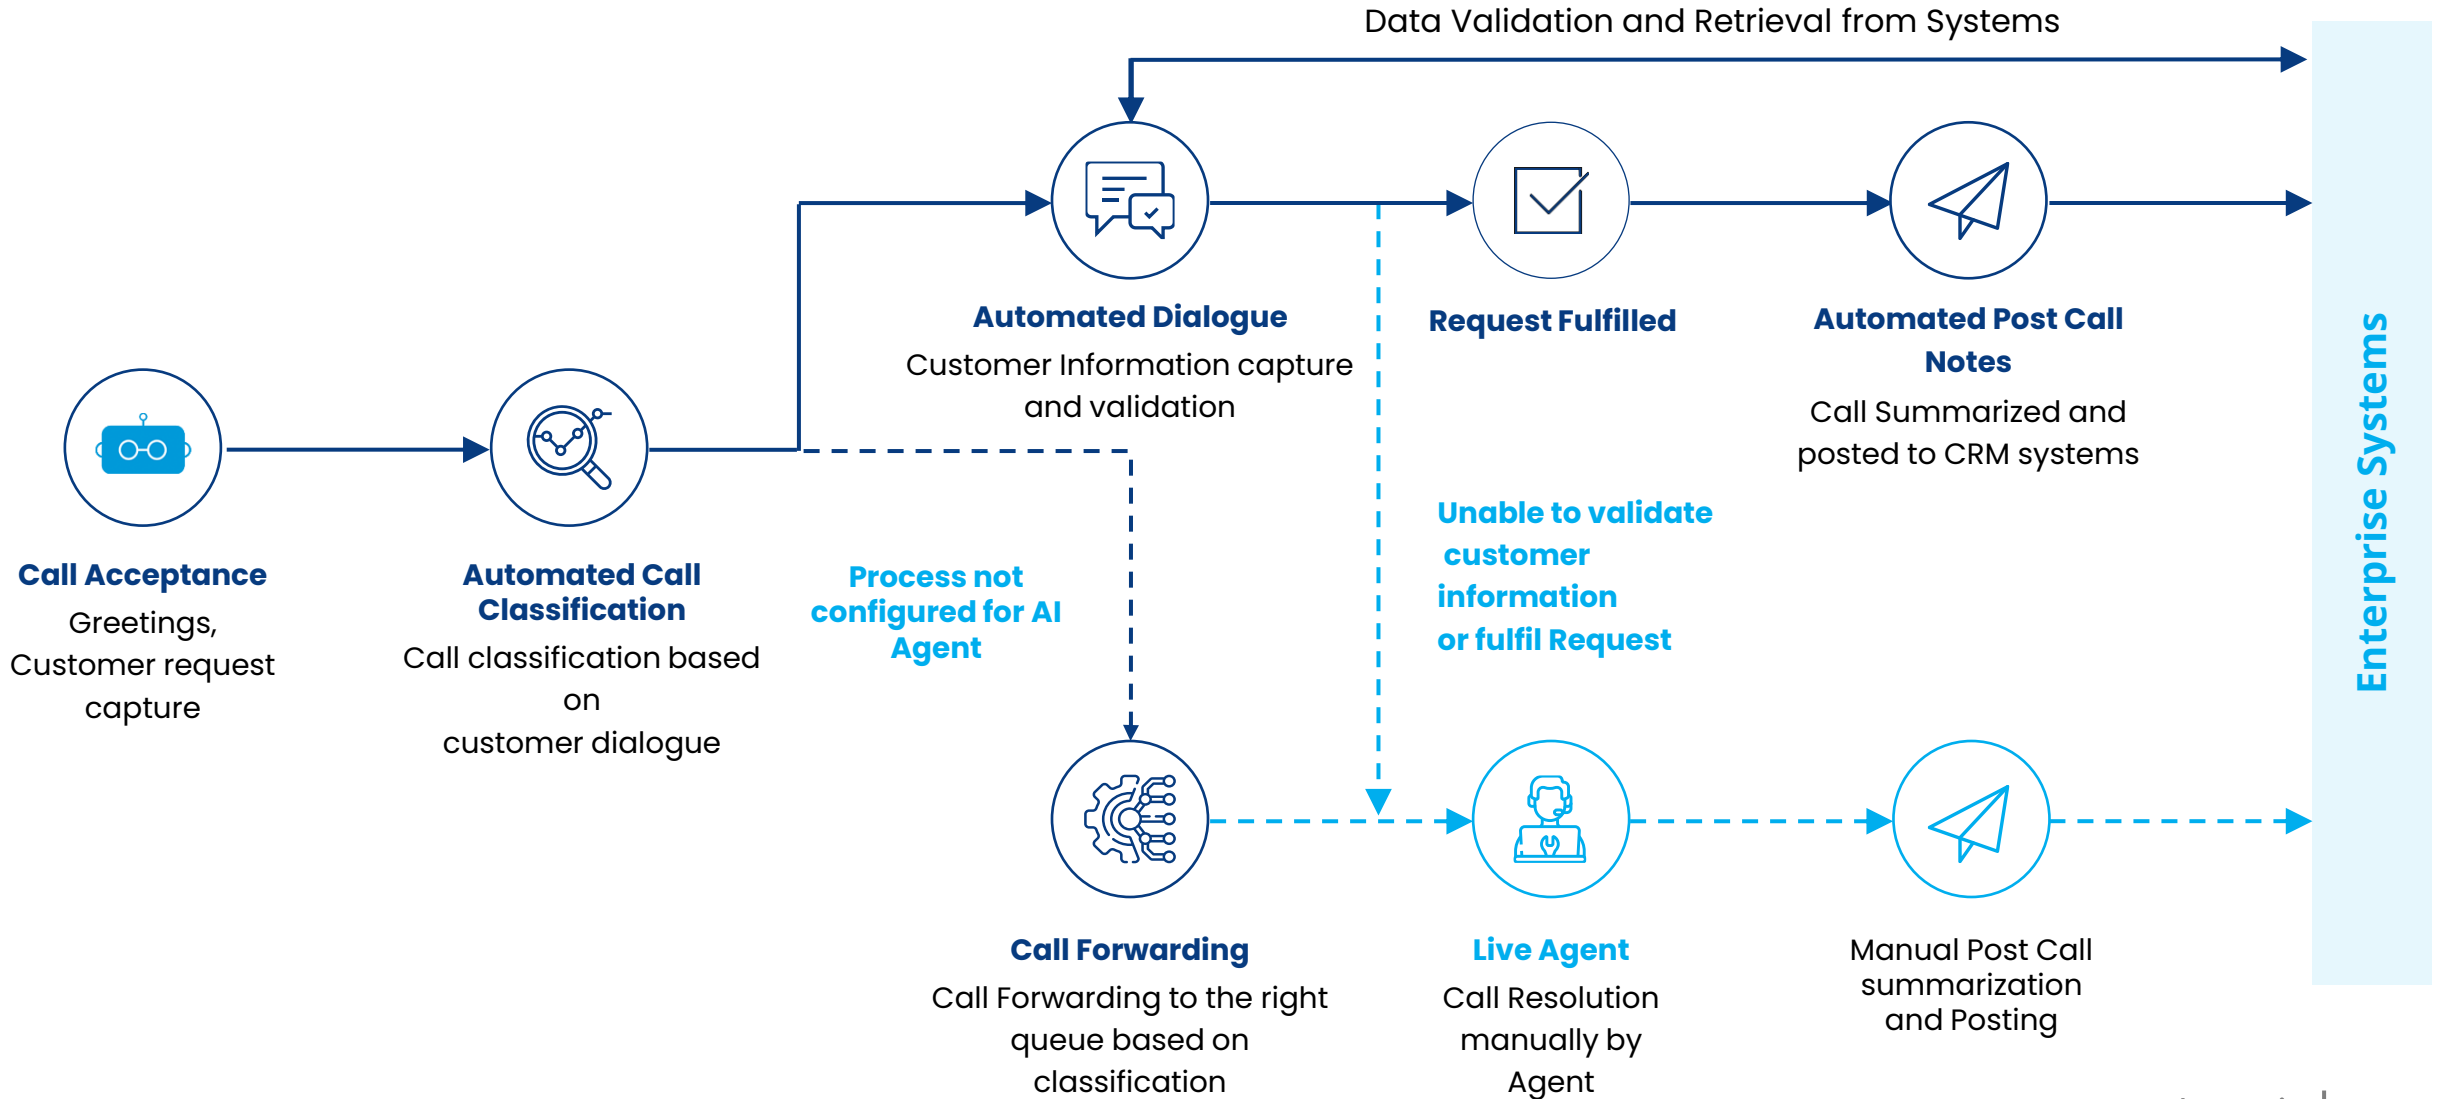 Data Validation and Retrieval from Systems
Automated Dialogue
Customer Information capture
and validation
Request Fulfilled
Automated Post Call
Notes
Call Summarized and
posted to CRM systems
Call Acceptance
Greetings,
Customer request
capture
Automated Call
Classification
Call classification based
on
customer dialogue
Process not
configured for AI
Agent
Unable to validate
customer
information
or fulfil Request
Enterprise Systems
Call Forwarding
Call Forwarding to the right
queue based on
classification
Live Agent
Call Resolution
manually by
Agent
Manual Post Call
summarization
and Posting